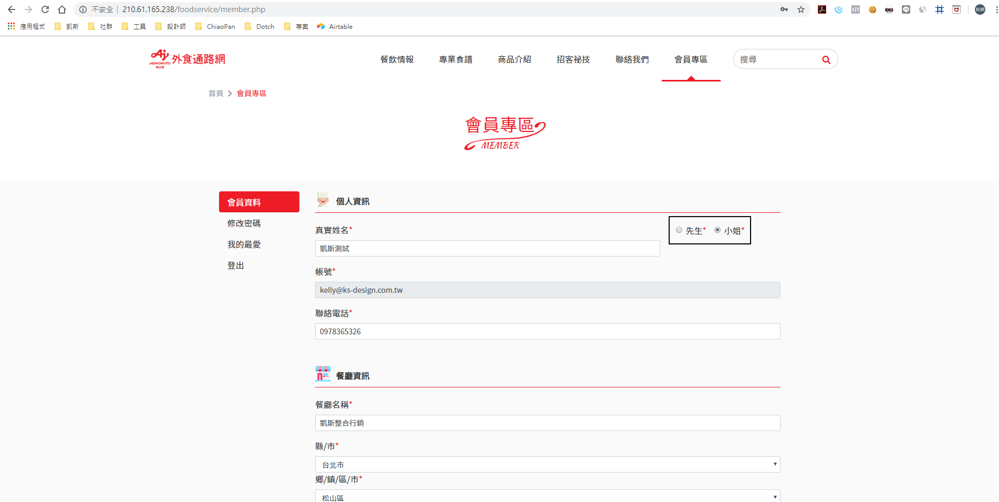 不安全 210.61.165.238/foodservice/member.php
應用程式 凱斯 社群 工具 設計師 ChiaoPan Dotch 專案 Airtable
AJINOMOTO 味之素 外食通路網
餐飲情報 專業食譜 商品介紹 招客祕技 聯絡我們 會員專區 搜尋
首頁 會員專區
會員專區
MEMBER
會員資料
修改密碼
我的最愛
登出
個人資訊
真實姓名* 先生* 小姐*
凱斯測試
帳號*
kelly@ks-design.com.tw
聯絡電話*
0978365326
餐廳資訊
餐廳名稱*
凱斯整合行銷
縣/市*
台北市
鄉/鎮/區/市*
松山區